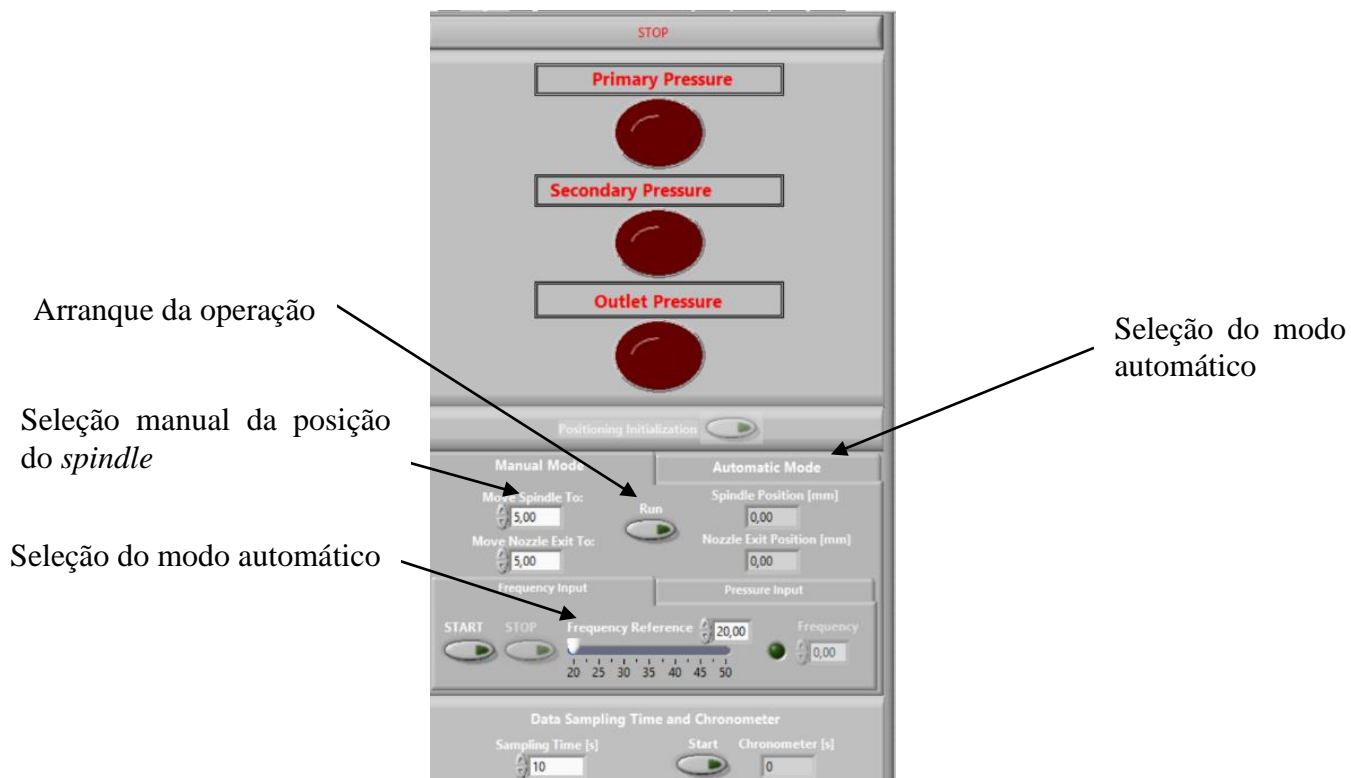 STOP
Primary Pressure
Secondary Pressure
Outlet Pressure
Arranque da operação
Seleção do modo
automático
Seleção manual da posição
do spindle
Positioning Initialization
Manual Mode
Automatic Mode
Move Spindle To:
5,00
Run
Spindle Position [mm]
0,00
Move Nozzle Exit To:
5,00
Nozzle Exit Position [mm]
0,00
Seleção do modo automático
Frequency Input
Pressure Input
START
STOP
Frequency Reference
20,00
Frequency
0,00
20 25 30 35 40 45 50
Data Sampling Time and Chronometer
Sampling Time [s]
10
Start
Chronometer [s]
0